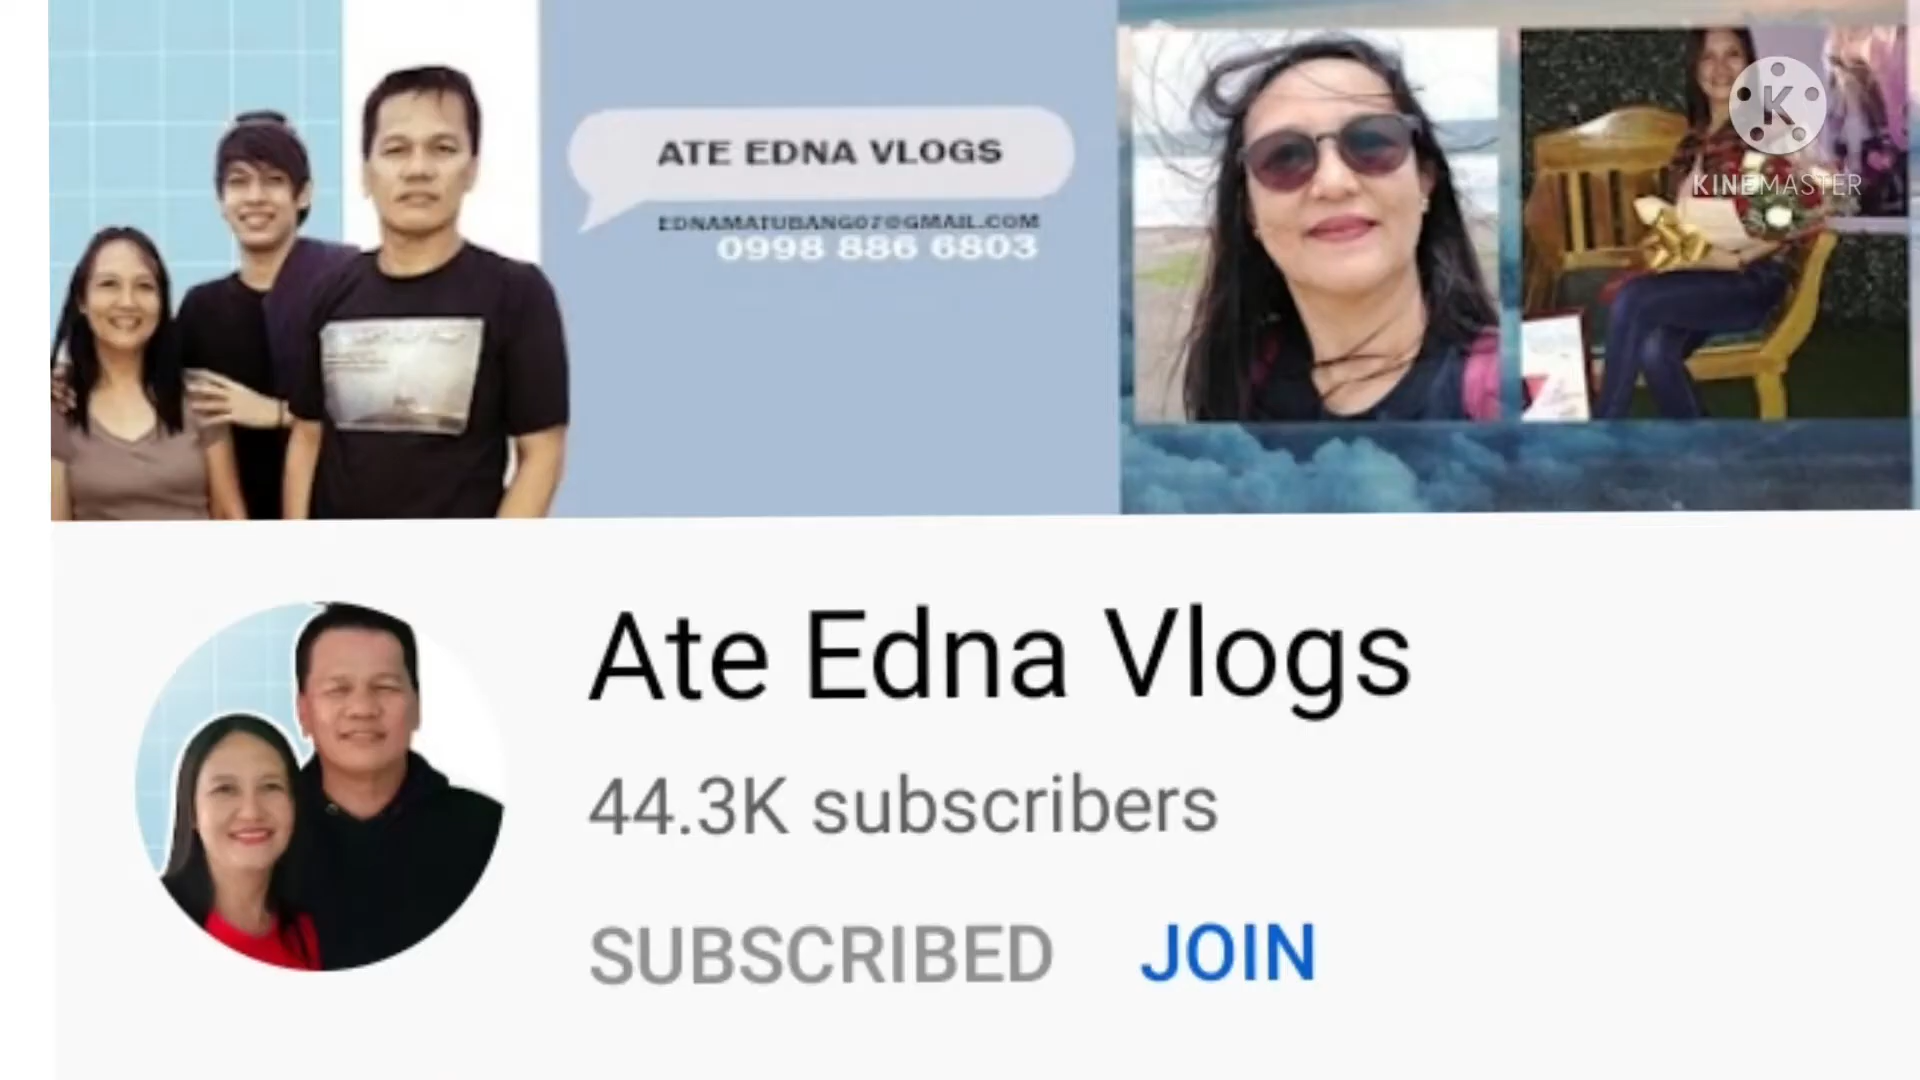 ATE EDNA VLOGS
EDNAMATUBANG07@GMAIL.COM
0998 886 6803
K
KINEMASTER
Ate Edna Vlogs
44.3K subscribers
SUBSCRIBED JOIN